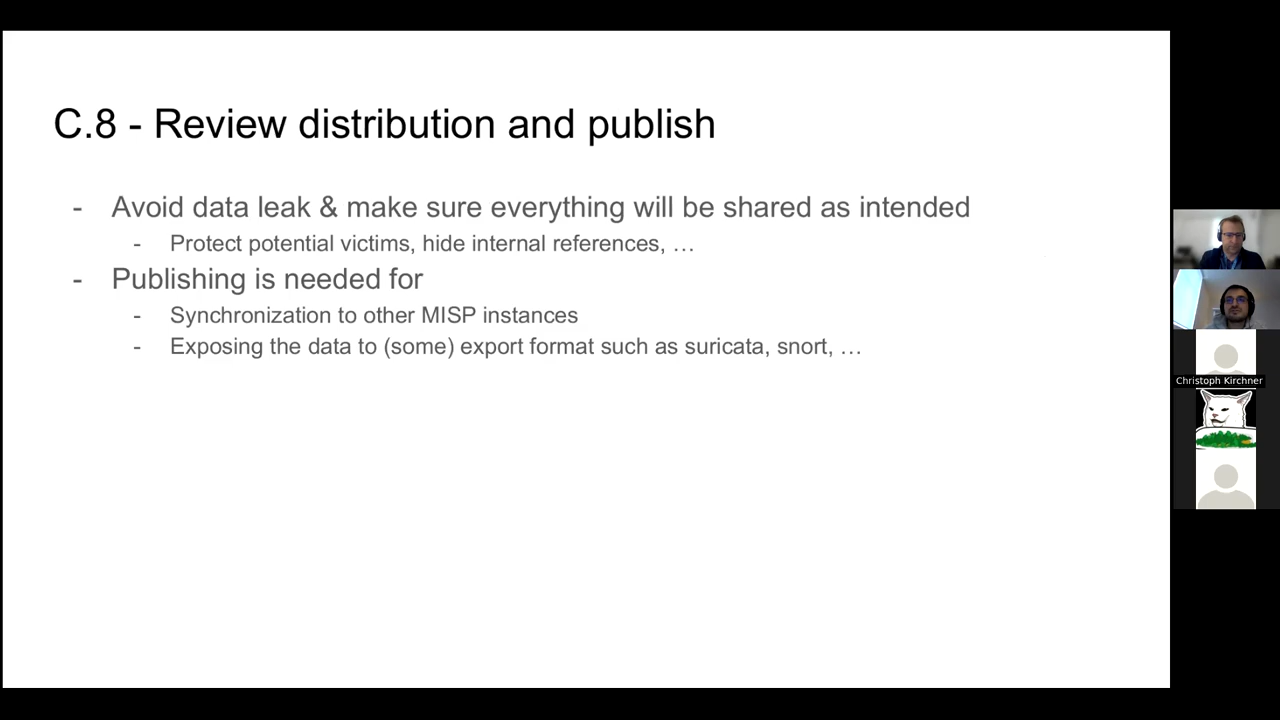 C.8 - Review distribution and publish
- Avoid data leak & make sure everything will be shared as intended
- Protect potential victims, hide internal references, …
- Publishing is needed for
- Synchronization to other MISP instances
- Exposing the data to (some) export format such as suricata, snort, …
Christoph Kirchner